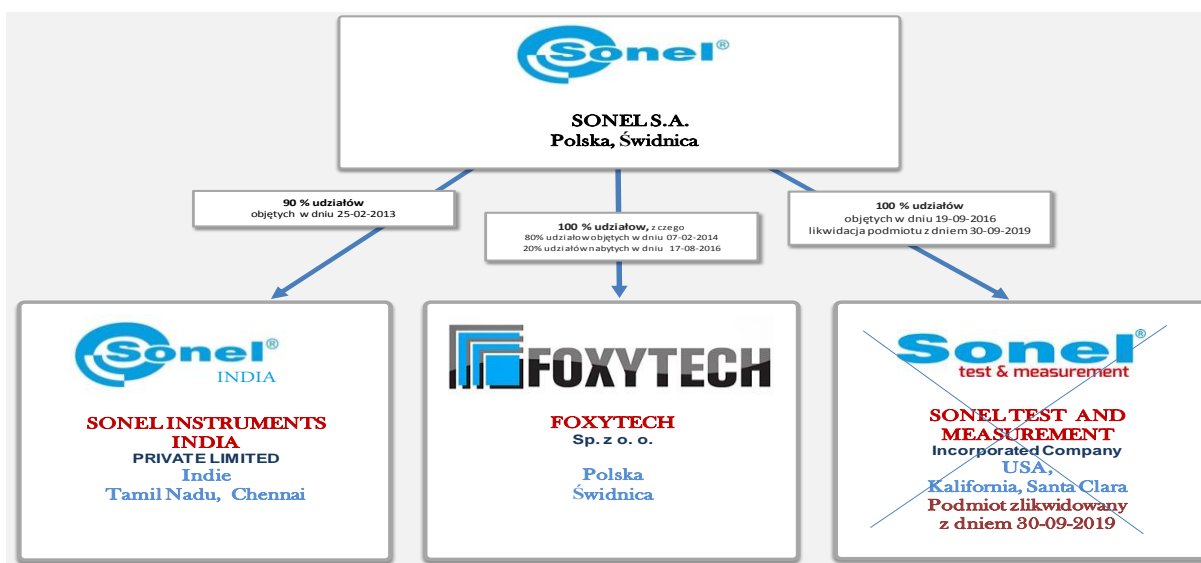 Sonel®
SONEL S.A.
Polska, Świdnica
90 % udziałów
objętych w dniu 25-02-2013
100 % udziałow, z czego
80% udziałow objętych w dniu 07-02-2014
20% udziałów nabytych w dniu 17-08-2016
100 % udziałów
objętych w dniu 19-09-2016
likwidacja podmiotu z dniem 30-09-2019
Sonel®
INDIA
SONEL INSTRUMENTS
INDIA
PRIVATE LIMITED
Indie
Tamil Nadu, Chennai
FOXYTECH
FOXYTECH
Sp. z o. o.
Polska
Świdnica
Sonel®
test & measurement
SONEL TEST AND
MEASUREMENT
Incorporated Company
USA,
Kalifornia, Santa Clara
Podmiot zlikwidowany
z dniem 30-09-2019